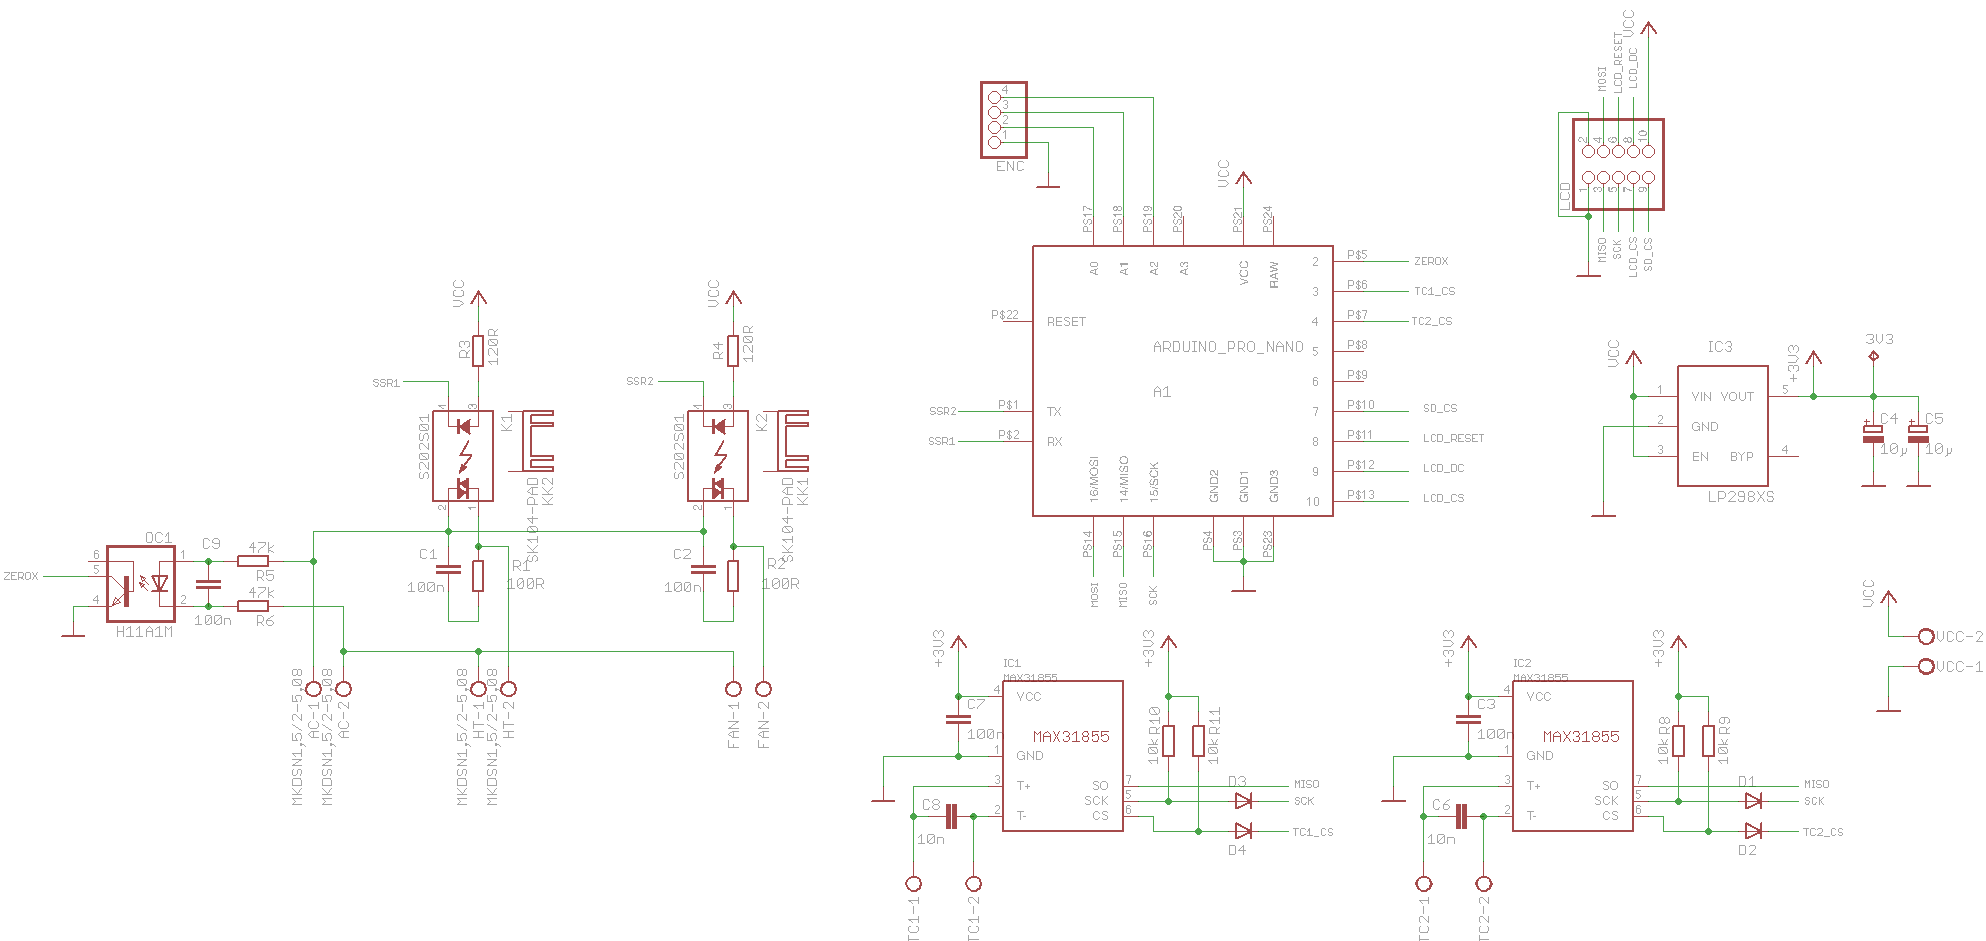 ENC
4
3
2
1
VCC
MOSI
LCD_RESET
LCD_DC
2
4
6
8
10
LCD
1
3
5
7
9
MISO
SCK
LCD_CS
SD_CS
VCC
P$17
P$18
P$19
P$20
P$21
P$24
A0
A1
A2
A3
VCC
RAW
P$22
RESET
ARDUINO_PRO_NANO
A1
SSR2
P$1
TX
SSR1
P$2
RX
2
P$5
ZEROX
3
P$6
TC1_CS
4
P$7
TC2_CS
5
P$8
6
P$9
7
P$10
SD_CS
8
P$11
LCD_RESET
9
P$12
LCD_DC
10
P$13
LCD_CS
16/MOSI
14/MISO
15/SCK
GND2
GND1
GND3
P$14
P$15
P$16
P$4
P$3
P$23
MOSI
MISO
SCK
VCC
R3
120R
SSR1
4
3
S202S01
K1
2
1
SK104-PAD
KK2
C1
100n
R1
100R
VCC
R4
120R
SSR2
4
3
S202S01
K2
2
1
SK104-PAD
KK1
C2
100n
R2
100R
OC1
ZEROX
6
5
4
1
2
H11A1M
C9
100n
47k
R5
47k
R6
MKDSN1,5/2-5,08
AC-1
MKDSN1,5/2-5,08
AC-2
MKDSN1,5/2-5,08
HT-1
MKDSN1,5/2-5,08
HT-2
FAN-1
FAN-2
VCC
IC3
1
VIN
VOUT
5
2
GND
3
EN
BYP
4
LP298XS
+3V3
3V3
C4
10µ
C5
10µ
VCC
VCC-2
VCC-1
+3V3
IC1
MAX31855
4
VCC
C7
100n
MAX31855
1
GND
3
T+
2
T-
SO
7
SCK
5
CS
6
C8
10n
TC1-1
TC1-2
+3V3
10k
R10
10k
R11
D3
D4
MISO
SCK
TC1_CS
+3V3
IC2
MAX31855
4
VCC
C3
100n
MAX31855
1
GND
3
T+
2
T-
SO
7
SCK
5
CS
6
C6
10n
TC2-1
TC2-2
+3V3
10k
R8
10k
R9
D1
D2
MISO
SCK
TC2_CS